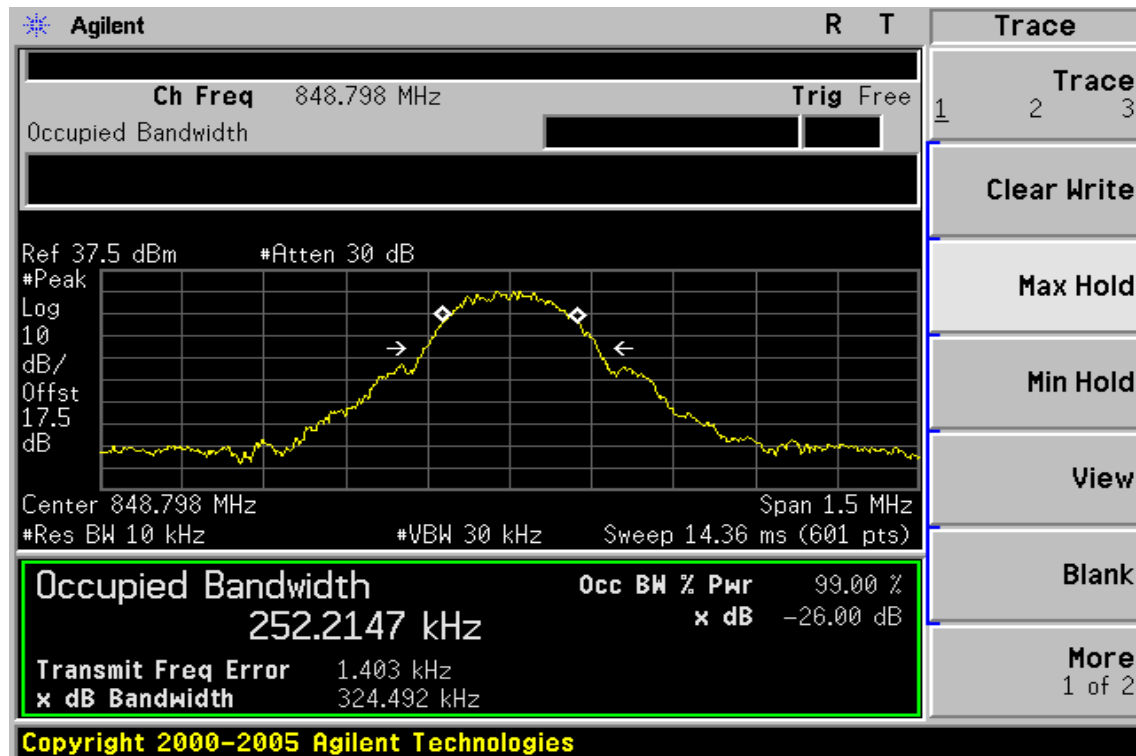 Agilent R T Trace
Ch Freq 848.798 MHz Trig Free
Occupied Bandwidth
Trace
1 2 3
Clear Write
Max Hold
Min Hold
View
Blank
More
1 of 2
Ref 37.5 dBm #Atten 30 dB
#Peak
Log
10
dB/
Offst
17.5
dB
Center 848.798 MHz Span 1.5 MHz
#Res BW 10 kHz #VBW 30 kHz Sweep 14.36 ms (601 pts)
Occupied Bandwidth Occ BW % Pwr 99.00 %
252.2147 kHz x dB -26.00 dB
Transmit Freq Error 1.403 kHz
x dB Bandwidth 324.492 kHz
Copyright 2000-2005 Agilent Technologies